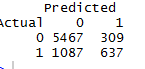 Predicted
Actual 0 1
0 5467 309
1 1087 637
>